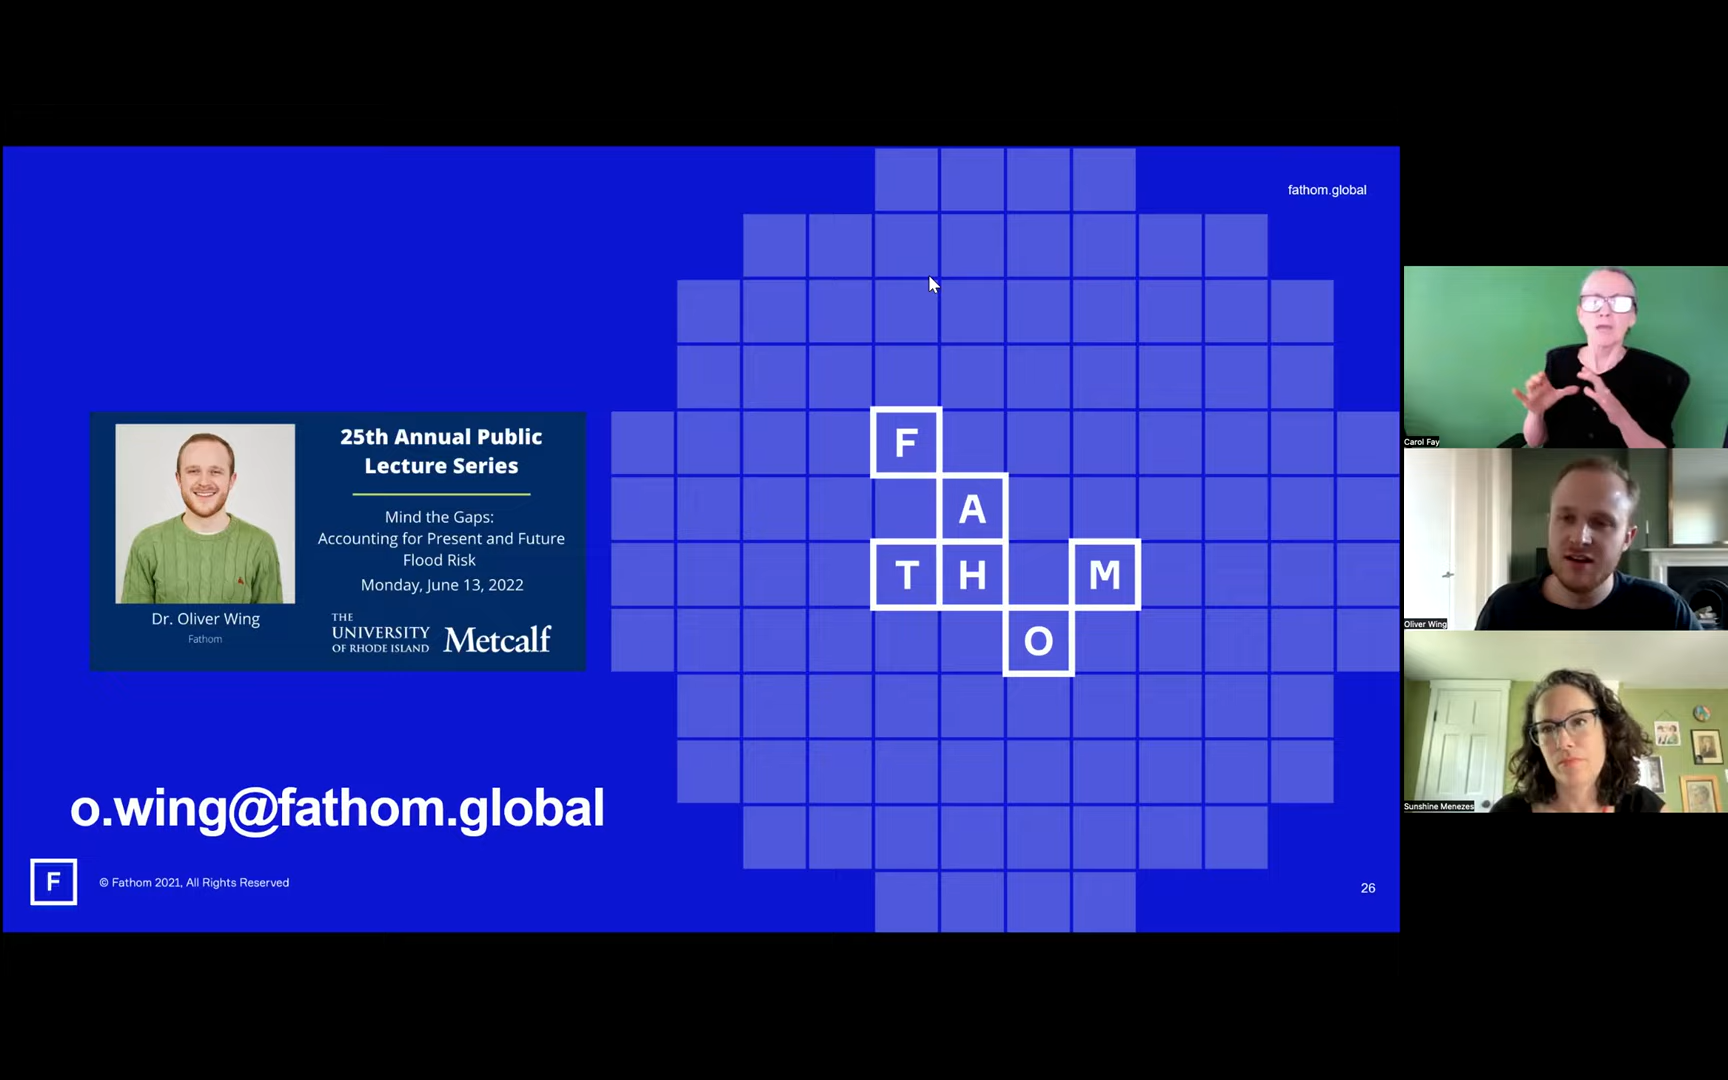 fathom.global
25th Annual Public
Lecture Series
Mind the Gaps:
Accounting for Present and Future
Flood Risk
Monday, June 13, 2022
Dr. Oliver Wing
Fathom
THE
UNIVERSITY
OF RHODE ISLAND
Metcalf
F
A
T H M
O
o.wing@fathom.global
F
© Fathom 2021, All Rights Reserved
26
Carol Fay
Oliver Wing
Sunshine Menezes